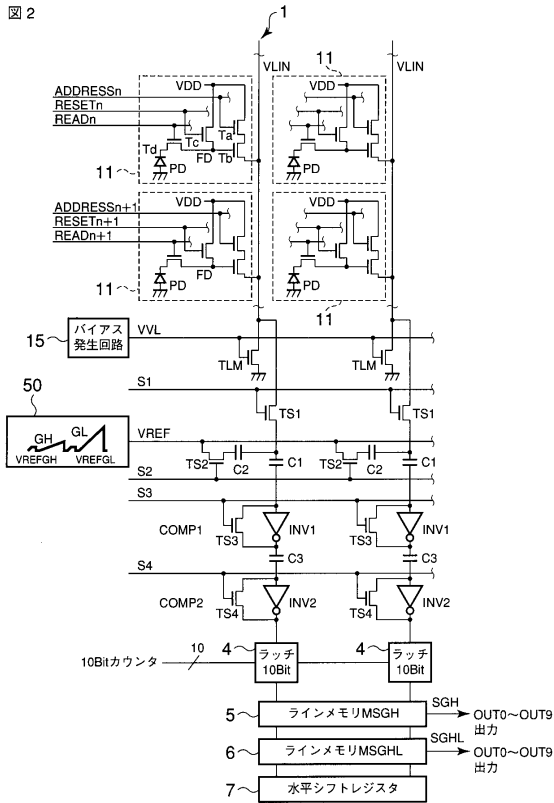 図2
1
VLIN
VLIN
11
VDD
VDD
ADDRESSn
RESETn
READn
Ta
Tc
Td
FD
Tb
PD
PD
11
VDD
VDD
ADDRESSn+1
RESETn+1
READn+1
FD
PD
PD
11
11
15
バイアス
発生回路
VVL
TLM
TLM
S1
50
TS1
TS1
GH
GL
VREFGH
VREFGL
VREF
TS2
C2
C1
TS2
C2
C1
S2
S3
COMP1
TS3
INV1
TS3
INV1
C3
C3
S4
COMP2
TS4
INV2
TS4
INV2
4
4
10Bitカウンタ
10
ラッチ
10Bit
ラッチ
10Bit
5
ラインメモリMSGH
SGH
OUT0～OUT9
出力
6
ラインメモリMSGHL
SGHL
OUT0～OUT9
出力
7
水平シフトレジスタ